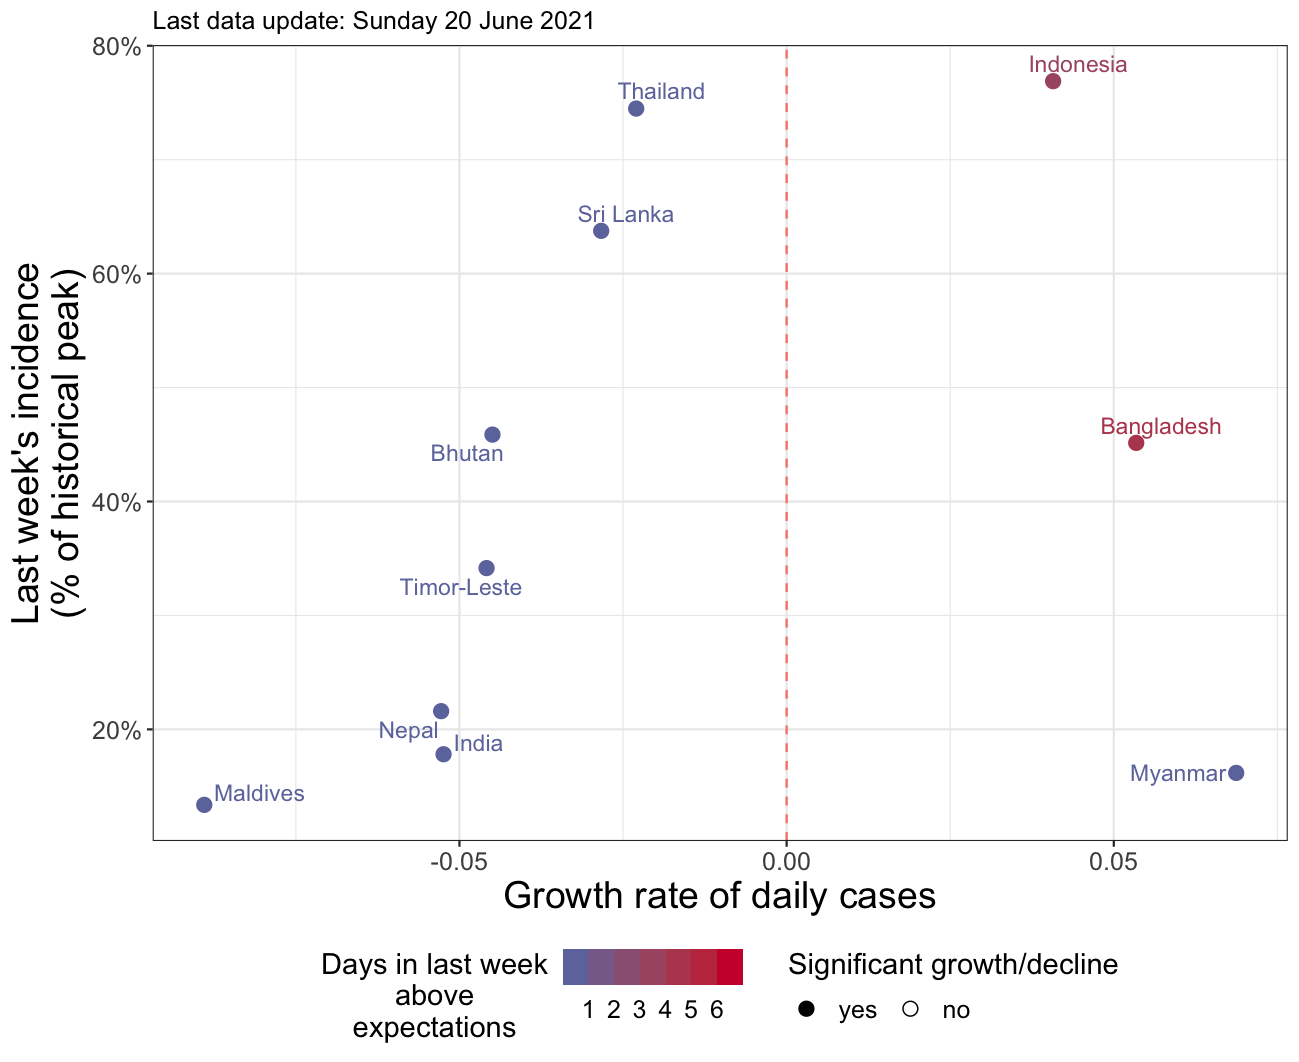 Last data update: Sunday 20 June 2021
80%
60%
40%
20%
Last week's incidence
(% of historical peak)
Indonesia
Thailand
Sri Lanka
Bangladesh
Bhutan
Timor-Leste
Nepal
India
Myanmar
Maldives
-0.05 0.00 0.05
Growth rate of daily cases
Days in last week
above
expectations
1 2 3 4 5 6
Significant growth/decline
yes no